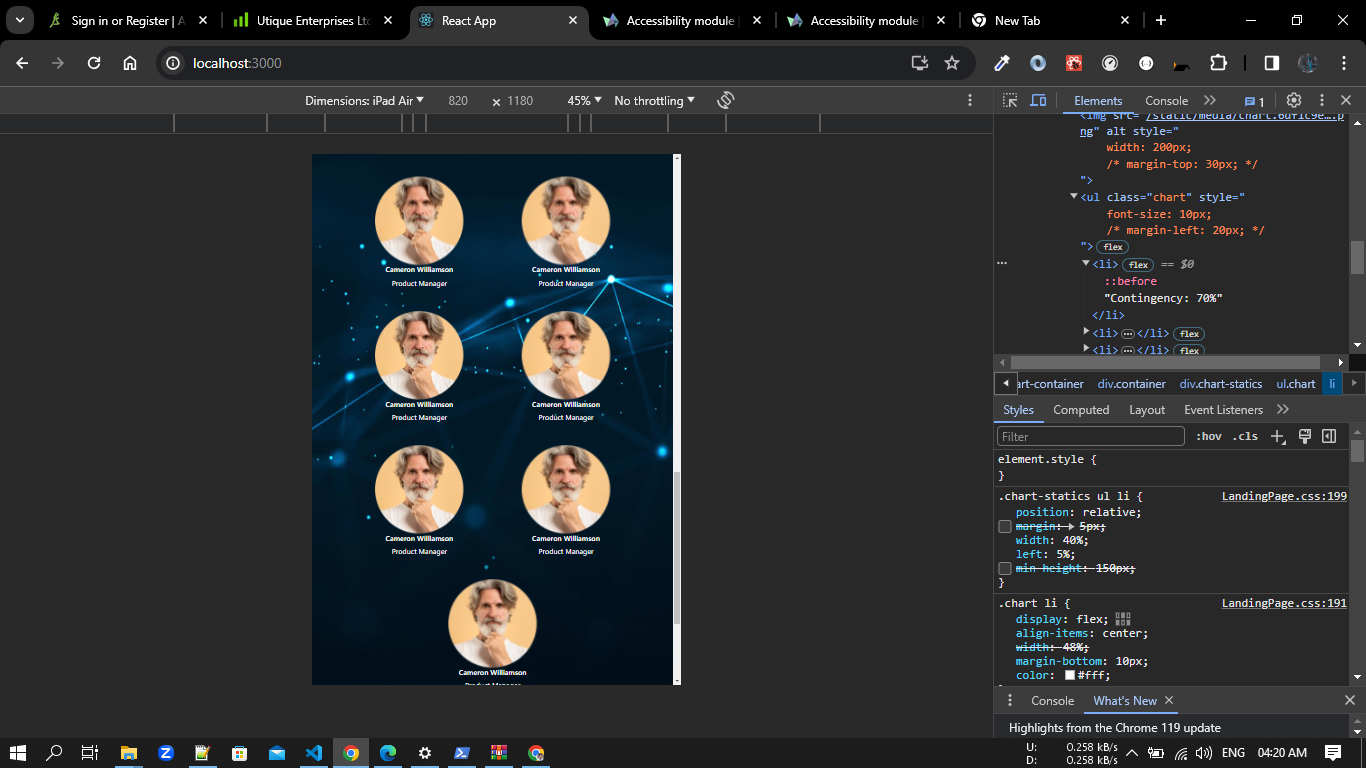 Sign in or Register | A
Utique Enterprises Ltd
React App
Accessibility module
Accessibility module
New Tab
localhost:3000
Dimensions: iPad Air
820
×
1180
45%
No throttling
Elements
Console
1
<img src="/static/media/chart.6df1c9e….p
ng" alt style="
width: 200px;
/* margin-top: 30px; */
">
<ul class="chart" style="
font-size: 10px;
/* margin-left: 20px; */
"> flex
<li> flex == $0
::before
"Contingency: 70%"
</li>
<li> … </li> flex
<li> … </li> flex
art-container
div.container
div.chart-statics
ul.chart
li
Styles
Computed
Layout
Event Listeners
Filter
:hov
.cls
element.style {
}
.chart-statics ul li {
LandingPage.css:199
position: relative;
margin: 5px;
width: 40%;
left: 5%;
min-height: 150px;
}
.chart li {
LandingPage.css:191
display: flex;
align-items: center;
width: 48%;
margin-bottom: 10px;
color: #fff;
Console
What's New
Highlights from the Chrome 119 update
Cameron Williamson
Product Manager
Cameron Williamson
Product Manager
Cameron Williamson
Product Manager
Cameron Williamson
Product Manager
Cameron Williamson
Product Manager
Cameron Williamson
Product Manager
Cameron Williamson
Product Manager
U: 0.258 kB/s
D: 0.258 kB/s
ENG
04:20 AM